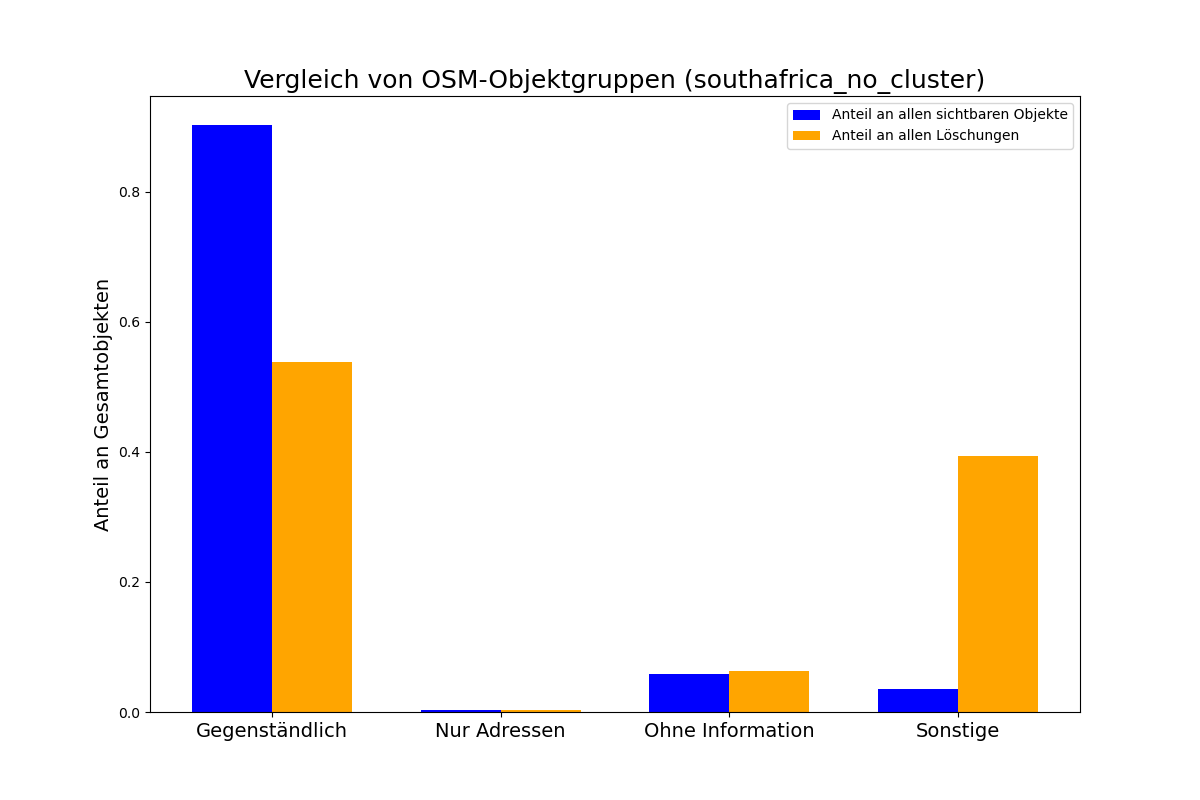 Vergleich von OSM-Objektgruppen (southafrica_no_cluster)
Anteil an allen sichtbaren Objekte
Anteil an allen Löschungen
Anteil an Gesamtobjekten
0.8
0.6
0.4
0.2
0.0
Gegenständlich Nur Adressen Ohne Information Sonstige